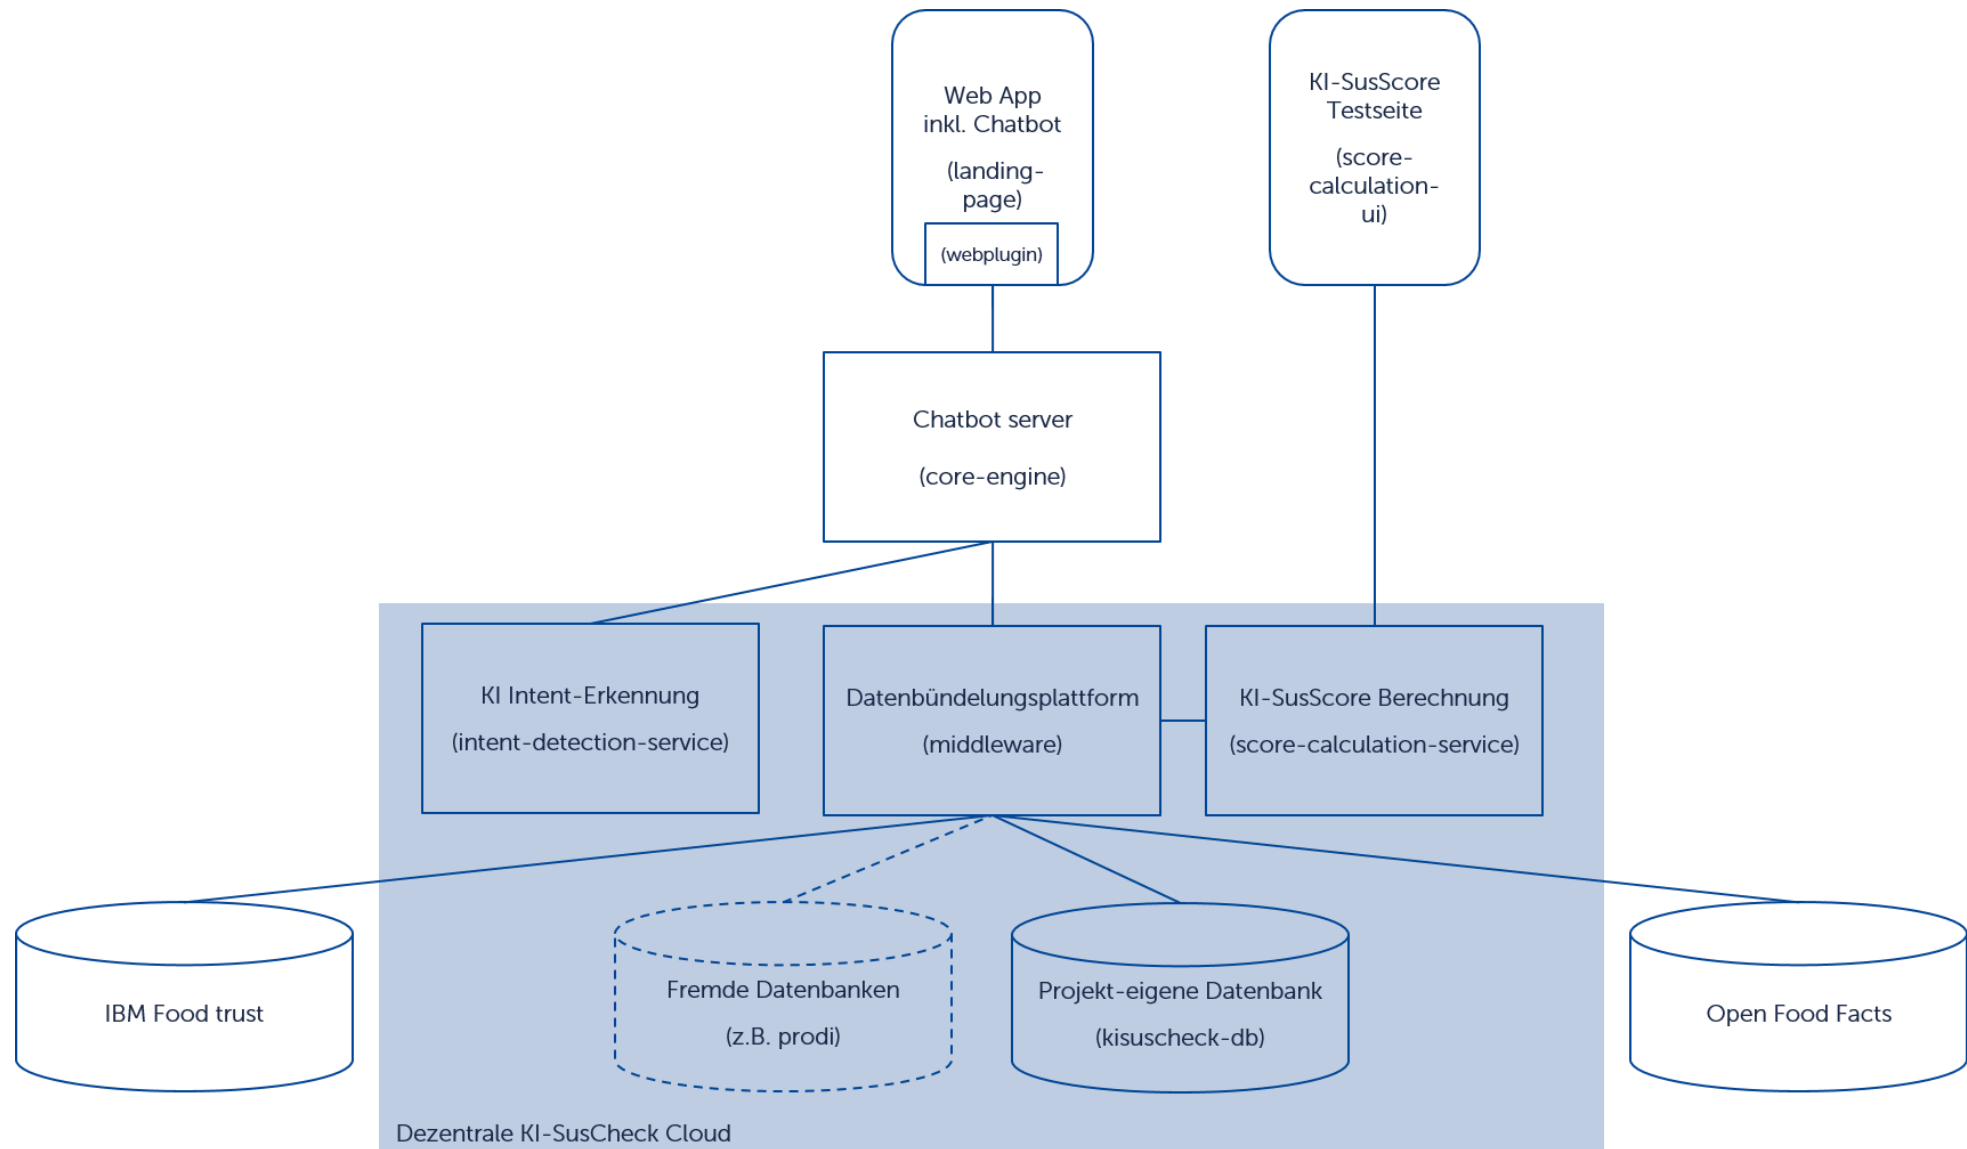 Web App
inkl. Chatbot
(landing-
page)
(webplugin)
KI-SusScore
Testseite
(score-
calculation-
ui)
Chatbot server
(core-engine)
KI Intent-Erkennung
(intent-detection-service)
Datenbündelungsplattform
(middleware)
KI-SusScore Berechnung
(score-calculation-service)
IBM Food trust
Fremde Datenbanken
(z.B. prodi)
Projekt-eigene Datenbank
(kisuscheck-db)
Open Food Facts
Dezentrale KI-SusCheck Cloud